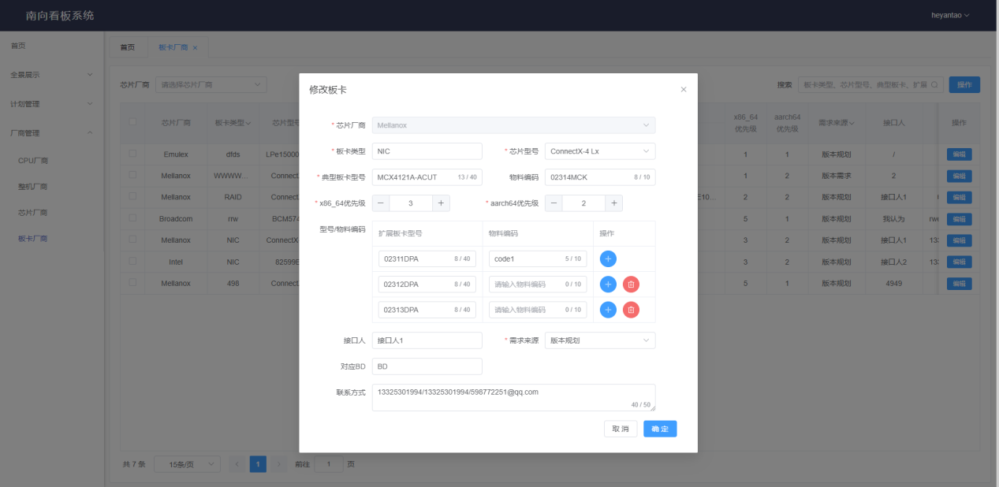 南向看板系统 heyantao
首页
全景展示
计划管理
厂商管理
CPU厂商
整机厂商
芯片厂商
板卡厂商
首页 板卡厂商 ×
芯片厂商 请选择芯片厂商 搜索 板卡类型、芯片型号、典型板卡、扩展 操作
芯片厂商 板卡类型 芯片型号 x86_64优先级 aarch64优先级 需求来源 接口人 操作
Emulex dfds LPe15000 1 1 版本规划 / 编辑
Mellanox WWWW... Connect 1 2 版本需求 2 编辑
Mellanox RAID Connect E10... 2 2 版本规划 接口人1 编辑
Broadcom rrw BCM574 5 1 版本规划 我认为 rw 编辑
Mellanox NIC ConnectX 3 2 版本规划 接口人1 13 编辑
Intel NIC 82599E 3 2 版本规划 接口人2 13 编辑
Mellanox 498 Connect 5 1 版本规划 4949 编辑
共 7 条 15条/页 1 前往 1 页
修改板卡 ×
* 芯片厂商 Mellanox
* 板卡类型 NIC * 芯片型号 ConnectX-4 Lx
* 典型板卡型号 MCX4121A-ACUT 13 / 40 物料编码 02314MCK 8 / 10
* x86_64优先级 − 3 + * aarch64优先级 − 2 +
型号/物料编码 扩展板卡型号 物料编码 操作
02311DPA 8 / 40 code1 5 / 10 +
02312DPA 8 / 40 请输入物料编码 0 / 10 +
02313DPA 8 / 40 请输入物料编码 0 / 10 +
接口人 接口人1 * 需求来源 版本规划
对应BD BD
联系方式 13325301994/13325301994/598772251@qq.com
40 / 50
取消 确定